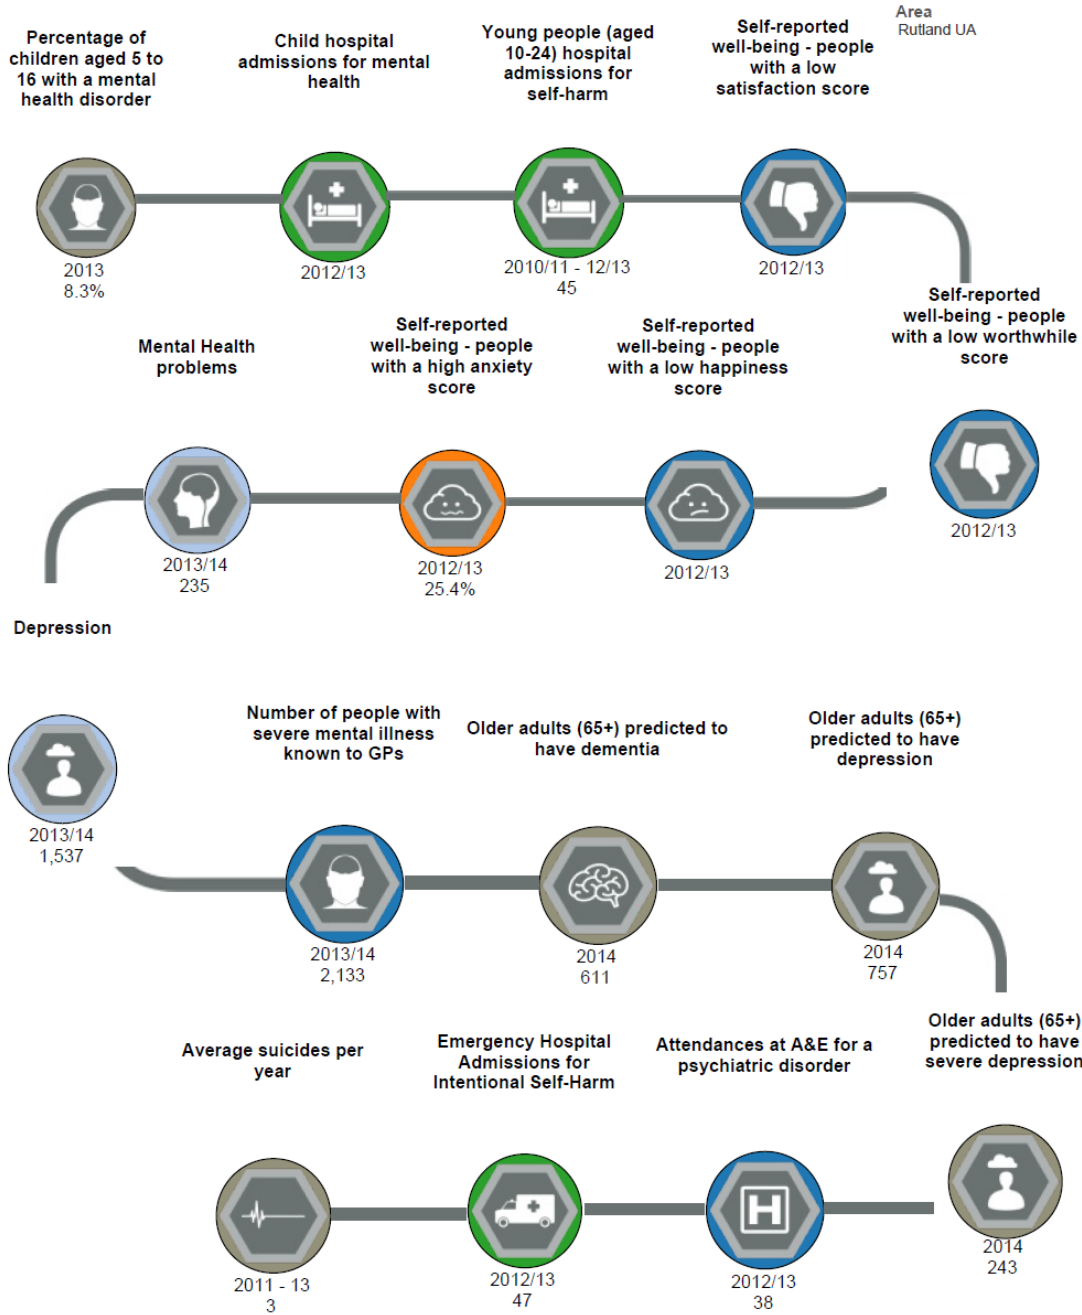 Area
Rutland UA
Percentage of
children aged 5 to
16 with a mental
health disorder
2013
8.3%
Child hospital
admissions for mental
health
2012/13
Young people (aged
10-24) hospital
admissions for
self-harm
2010/11 - 12/13
45
Self-reported
well-being - people
with a low
satisfaction score
2012/13
Self-reported
well-being - people
with a low worthwhile
score
2012/13
Self-reported
well-being - people
with a low happiness
score
2012/13
Self-reported
well-being - people
with a high anxiety
score
2012/13
25.4%
Mental Health
problems
2013/14
235
Depression
2013/14
1,537
Number of people with
severe mental illness
known to GPs
2013/14
2,133
Older adults (65+) predicted to
have dementia
2014
611
Older adults (65+)
predicted to have
depression
2014
757
Older adults (65+)
predicted to have
severe depression
2014
243
Attendances at A&E for a
psychiatric disorder
H
2012/13
38
Emergency Hospital
Admissions for
Intentional Self-Harm
2012/13
47
Average suicides per
year
2011 - 13
3